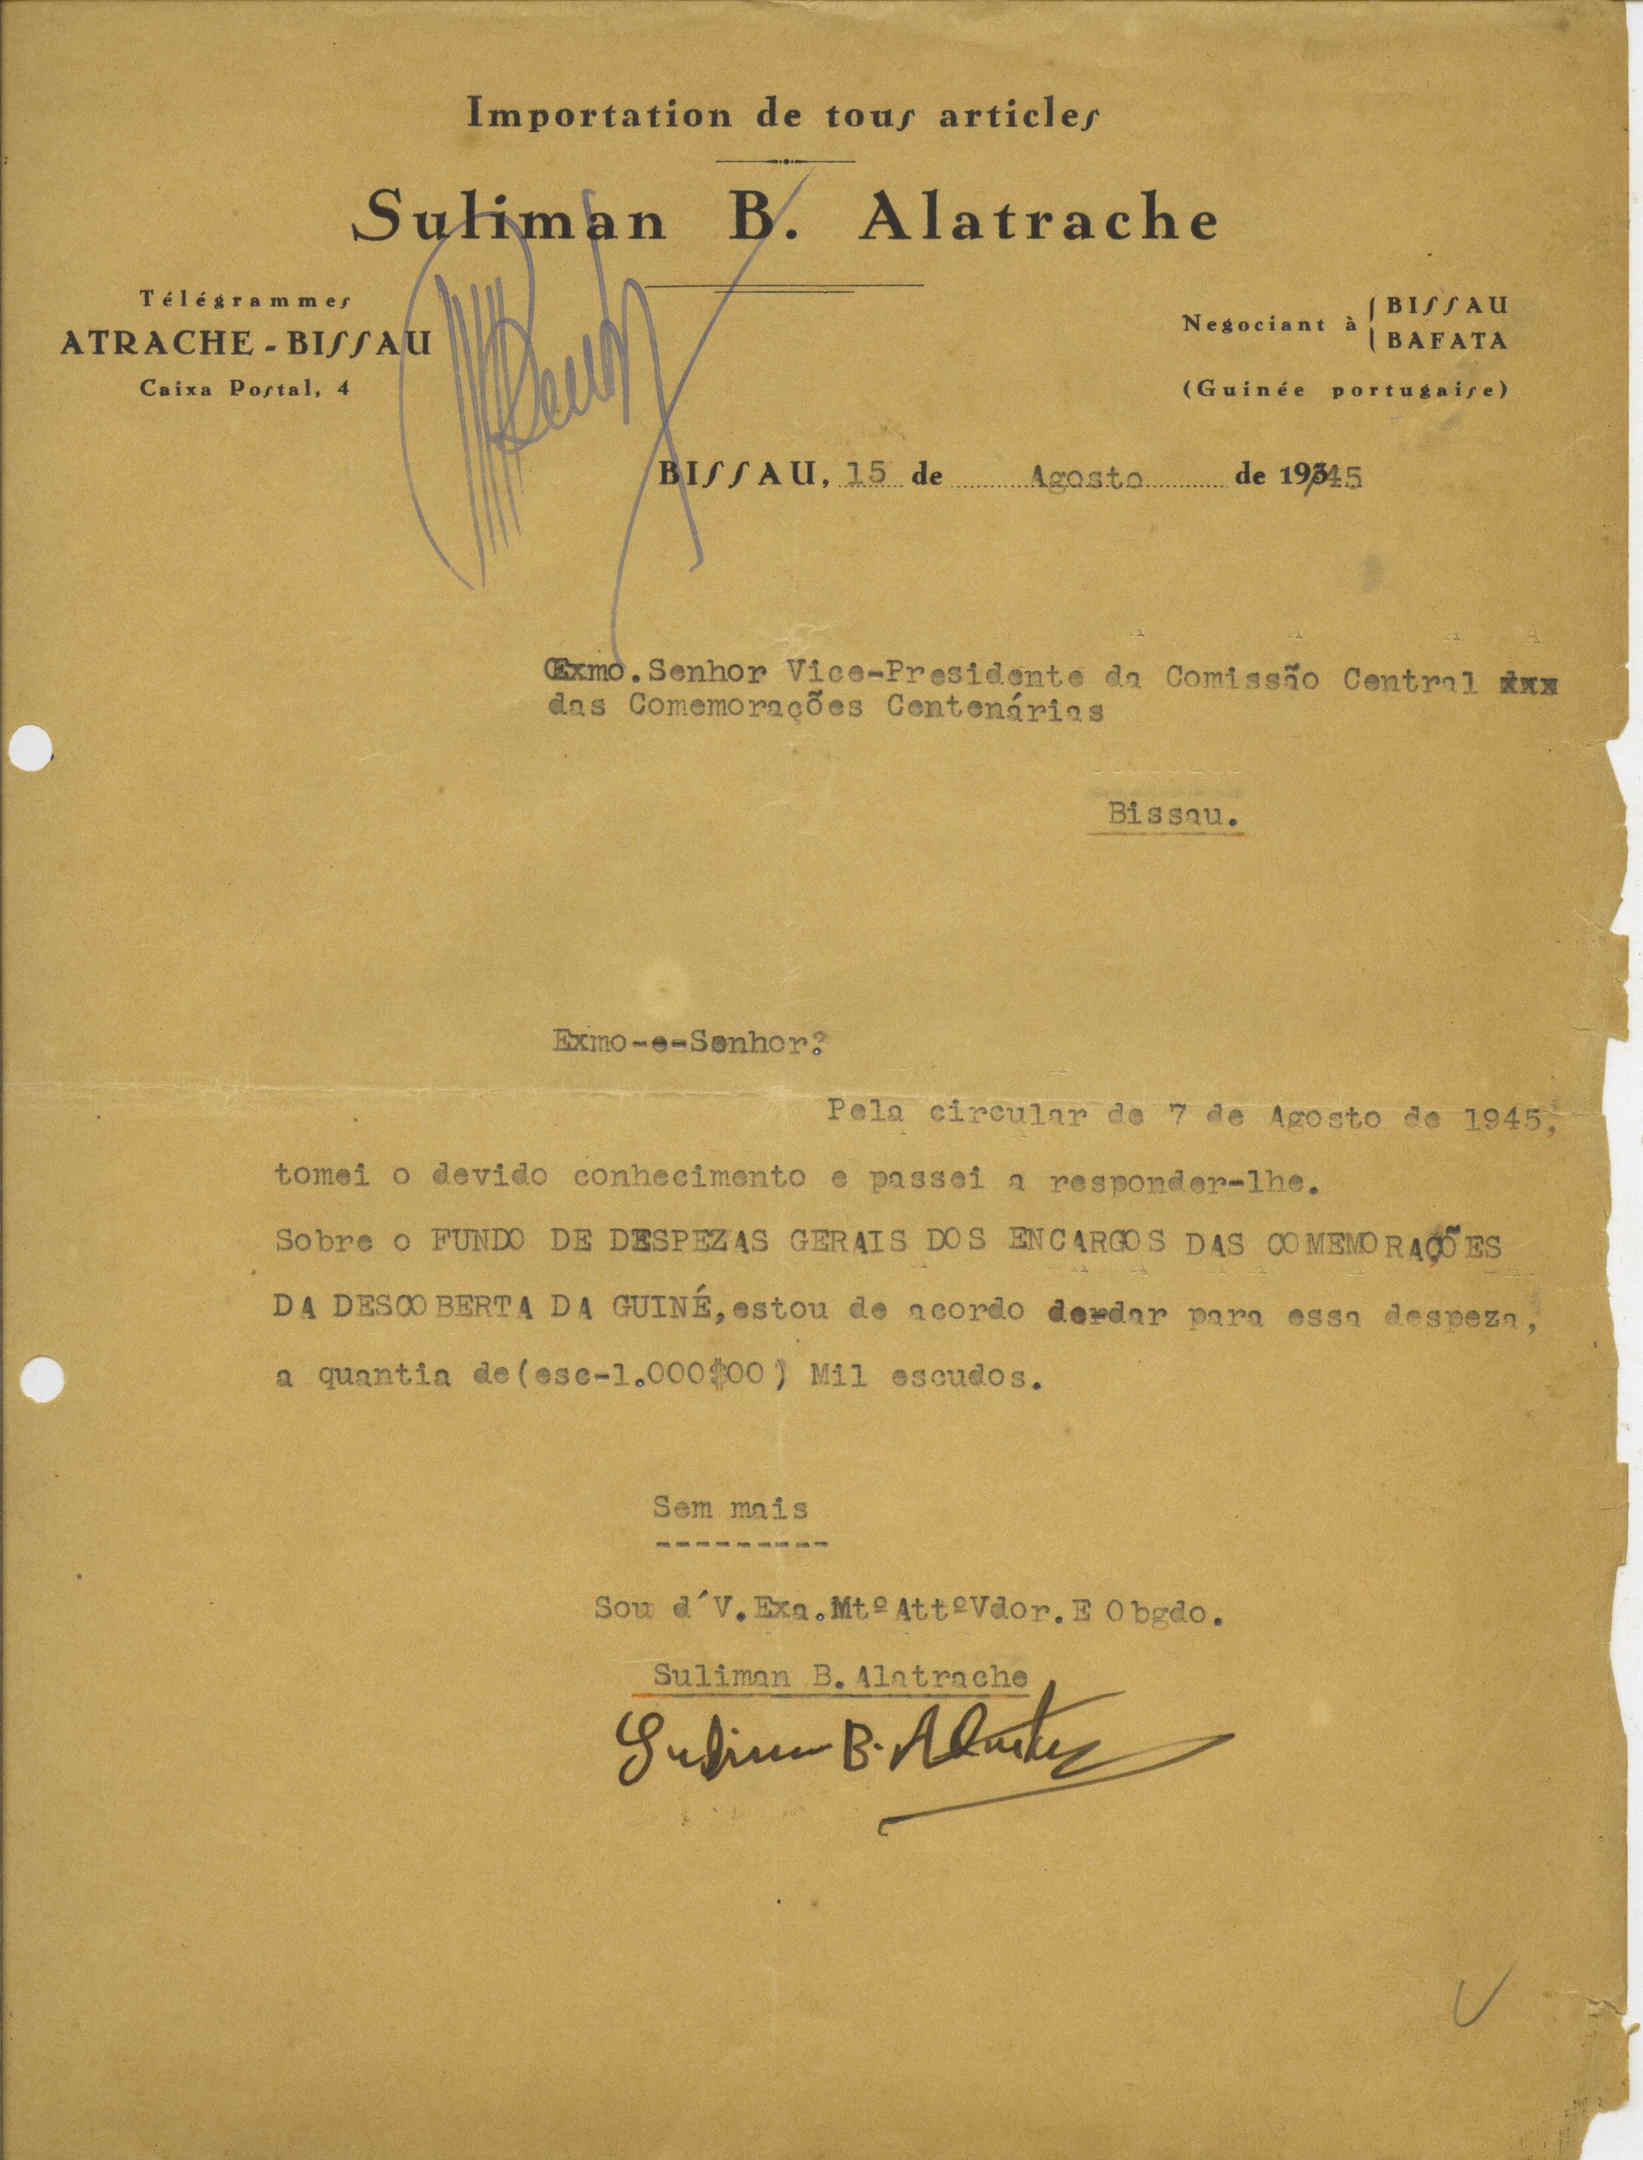 Importation de tous articles
Suliman B. Alatrache
Télégrammes
ATRACHE - BISSAU
Caixa Postal, 4
Negociant à
BISSAU
BAFATA
(Guinée portugaise)
BISSAU, 15 de Agosto de 1945
Exmo.Senhor Vice-Presidente da Comissão Central xxx
das Comemorações Centenárias
Bissau.
Exmo-e-Senhor?
Pela circular de 7 de Agosto de 1945,
tomei o devido conhecimento e passei a responder-lhe.
Sobre o FUNDO DE DESPEZAS GERAIS DOS ENCARGOS DAS COMEMORAÇÕES
DA DESCOBERTA DA GUINÉ,estou de acordo dar para essa despeza,
a quantia de(esc-1.000$00) Mil escudos.
Sem mais
---------
Sou d´V.Exa.MtºAttºVdor.E Obgdo.
Suliman B.Alatrache
Suliman B. Alatrache